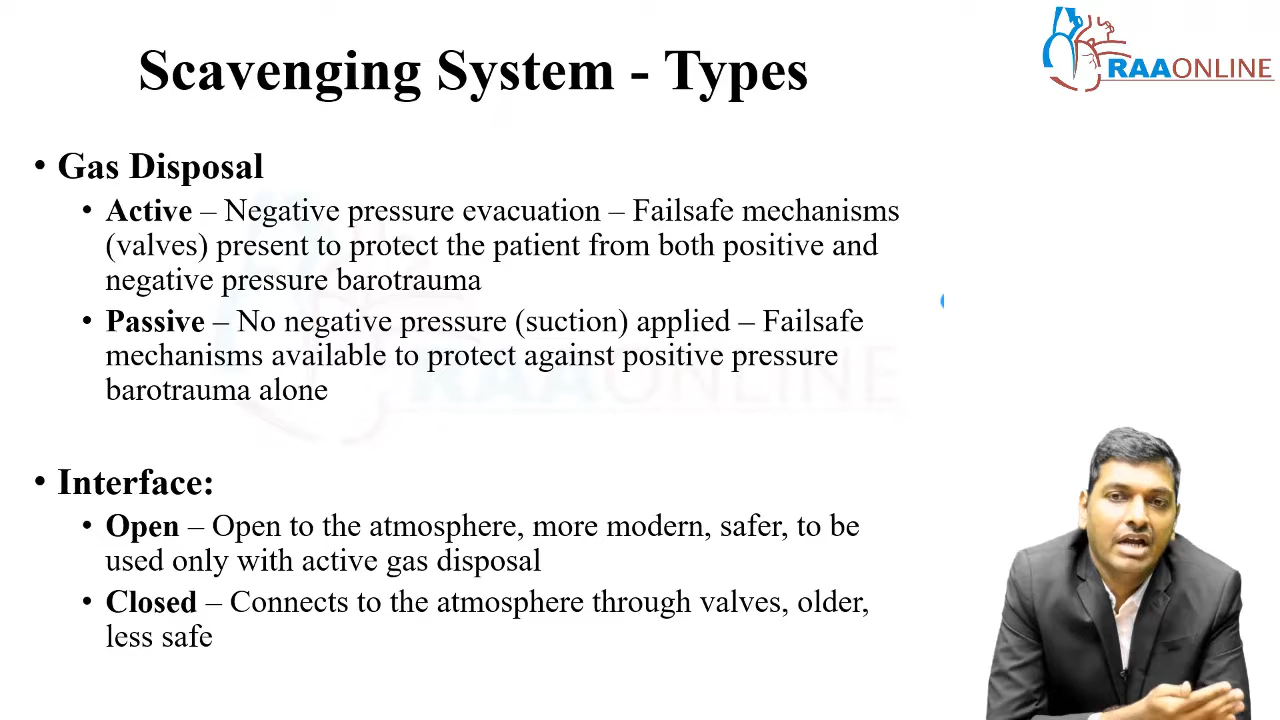 Scavenging System - Types
RAAONLINE
• Gas Disposal
• Active – Negative pressure evacuation – Failsafe mechanisms
(valves) present to protect the patient from both positive and
negative pressure barotrauma
• Passive – No negative pressure (suction) applied – Failsafe
mechanisms available to protect against positive pressure
barotrauma alone
RAAONLINE
• Interface:
• Open – Open to the atmosphere, more modern, safer, to be
used only with active gas disposal
• Closed – Connects to the atmosphere through valves, older,
less safe